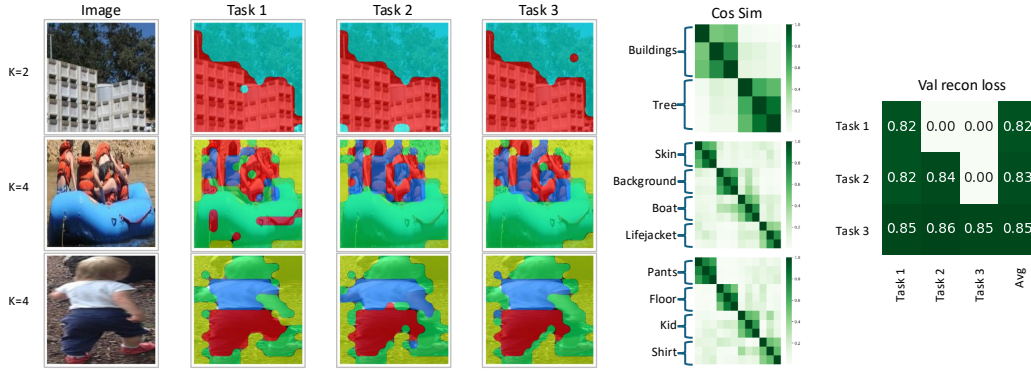 Image Task 1 Task 2 Task 3 Cos Sim
K=2
Buildings
Tree
K=4
Skin
Background
Boat
Lifejacket
K=4
Pants
Floor
Kid
Shirt
Val recon loss
Task 1 0.82 0.00 0.00 0.82
Task 2 0.82 0.84 0.00 0.83
Task 3 0.85 0.86 0.85 0.85
Task 1 Task 2 Task 3 Avg